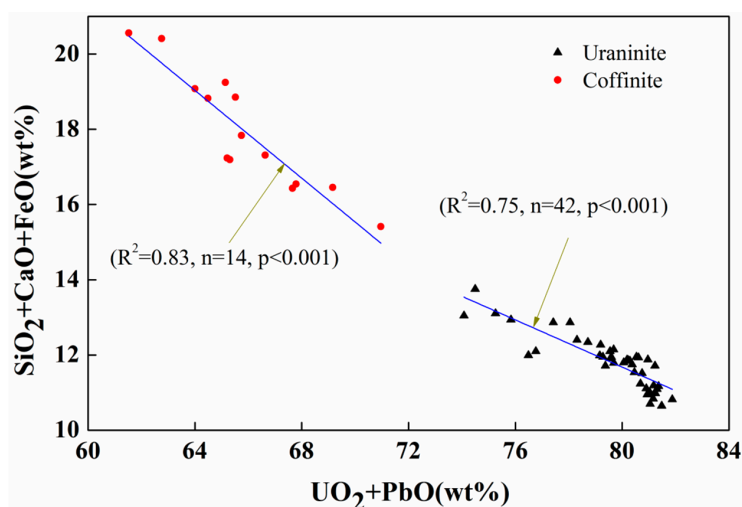 20
18
16
14
12
10
SiO₂+CaO+FeO(wt%)
Uraninite
Coffinite
(R²=0.75, n=42, p<0.001)
(R²=0.83, n=14, p<0.001)
60 64 68 72 76 80 84
UO₂+PbO(wt%)